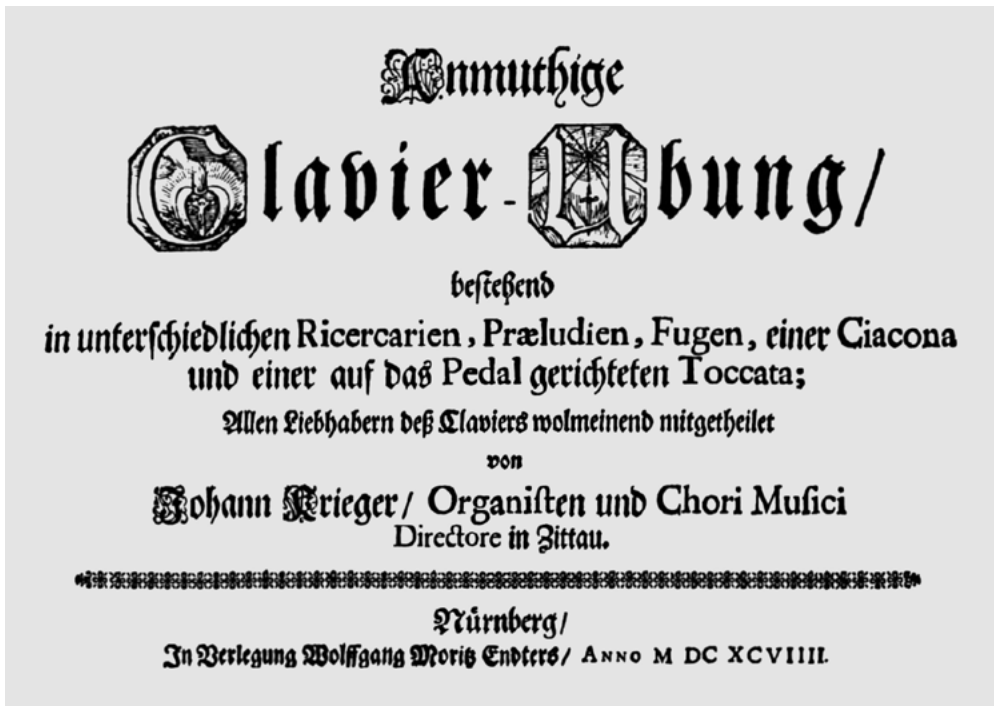 Anmuthige
Clavier-Ubung/
bestehend
in unterschiedlichen Ricercarien, Præludien, Fugen, einer Ciacona
und einer auf das Pedal gerichteten Toccata;
Allen Liebhabern deß Claviers wolmeinend mitgetheilet
von
Johann Krieger/ Organisten und Chori Musici
Directore in Zittau.
Nürnberg/
In Verlegung Wolffgang Moritz Endters/ ANNO M DC XCVIIII.